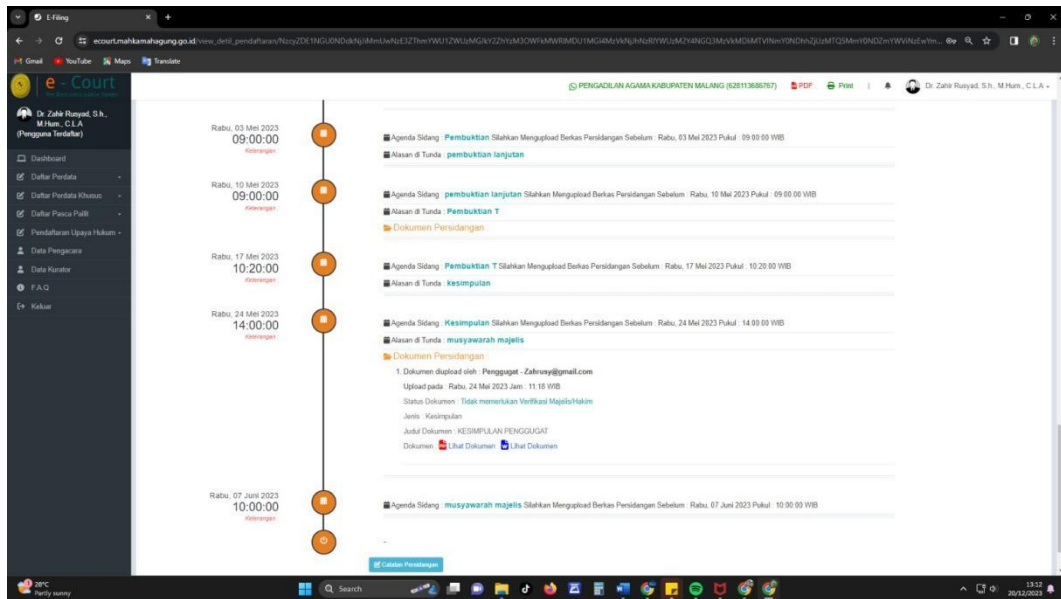 E-Filing
ecourt.mahkamahagung.go.id
Gmail YouTube Maps Translate
e - Court
PENGADILAN AGAMA KABUPATEN MALANG (628113686767) PDF Print Dr. Zahir Rusyad, S.h., M.Hum., C.L.A
Dr. Zahir Rusyad, S.h.,
M.Hum., C.L.A
(Pengguna Terdaftar)
Dashboard
Daftar Perdata
Daftar Perdata Khusus
Daftar Pasca Pailit
Pendaftaran Upaya Hukum
Data Pengacara
Data Kurator
F.A.Q
Keluar
Rabu, 03 Mei 2023
09:00:00
Keterangan
Agenda Sidang : Pembuktian Silahkan Mengupload Berkas Persidangan Sebelum : Rabu, 03 Mei 2023 Pukul : 09:00:00 WIB
Alasan di Tunda : pembuktian lanjutan
Rabu, 10 Mei 2023
09:00:00
Keterangan
Agenda Sidang : pembuktian lanjutan Silahkan Mengupload Berkas Persidangan Sebelum : Rabu, 10 Mei 2023 Pukul : 09:00:00 WIB
Alasan di Tunda : Pembuktian T
Dokumen Persidangan
Rabu, 17 Mei 2023
10:20:00
Keterangan
Agenda Sidang : Pembuktian T Silahkan Mengupload Berkas Persidangan Sebelum : Rabu, 17 Mei 2023 Pukul : 10:20:00 WIB
Alasan di Tunda : kesimpulan
Rabu, 24 Mei 2023
14:00:00
Keterangan
Agenda Sidang : Kesimpulan Silahkan Mengupload Berkas Persidangan Sebelum : Rabu, 24 Mei 2023 Pukul : 14:00:00 WIB
Alasan di Tunda : musyawarah majelis
Dokumen Persidangan :
1. Dokumen diupload oleh : Penggugat - Zahrusy@gmail.com
Upload pada : Rabu, 24 Mei 2023 Jam : 11:18 WIB
Status Dokumen : Tidak memerlukan Verifikasi Majelis/Hakim
Jenis : Kesimpulan
Judul Dokumen : KESIMPULAN PENGGUGAT
Dokumen : Lihat Dokumen Lihat Dokumen
Rabu, 07 Juni 2023
10:00:00
Keterangan
Agenda Sidang : musyawarah majelis Silahkan Mengupload Berkas Persidangan Sebelum : Rabu, 07 Juni 2023 Pukul : 10:00:00 WIB
-
Catatan Persidangan
28°C
Partly sunny
Search
13:12
20/12/2023